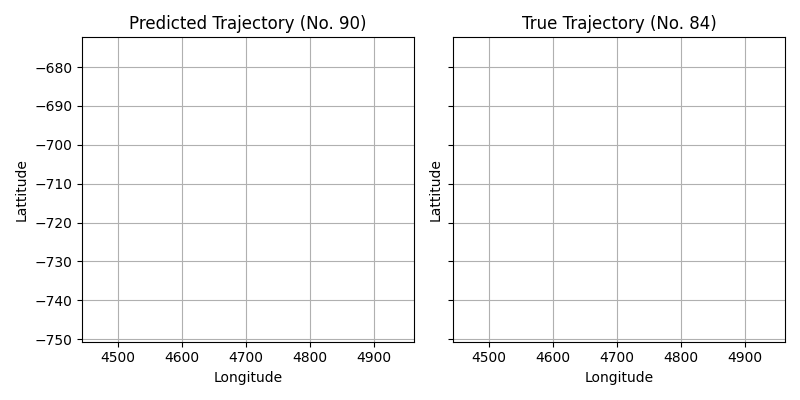 Predicted Trajectory (No. 90)
True Trajectory (No. 84)
−680
−690
−700
−710
−720
−730
−740
−750
Lattitude
Lattitude
4500 4600 4700 4800 4900
4500 4600 4700 4800 4900
Longitude
Longitude